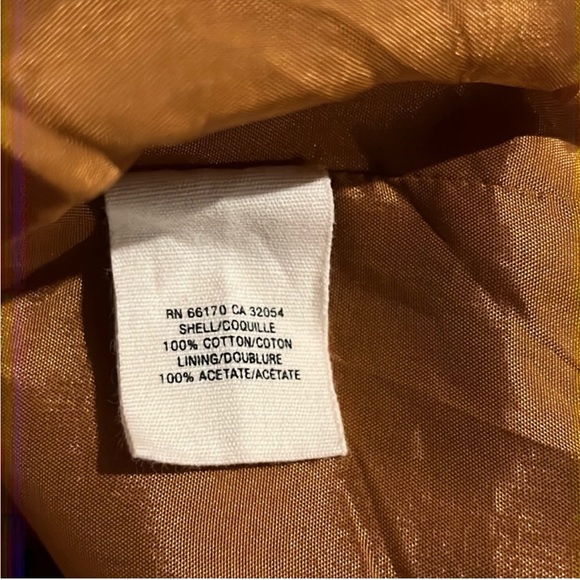 RN 66170 CA 32054
SHELL/COQUILLE
100% COTTON/COTON
LINING/DOUBLURE
100% ACETATE/ACÉTATE